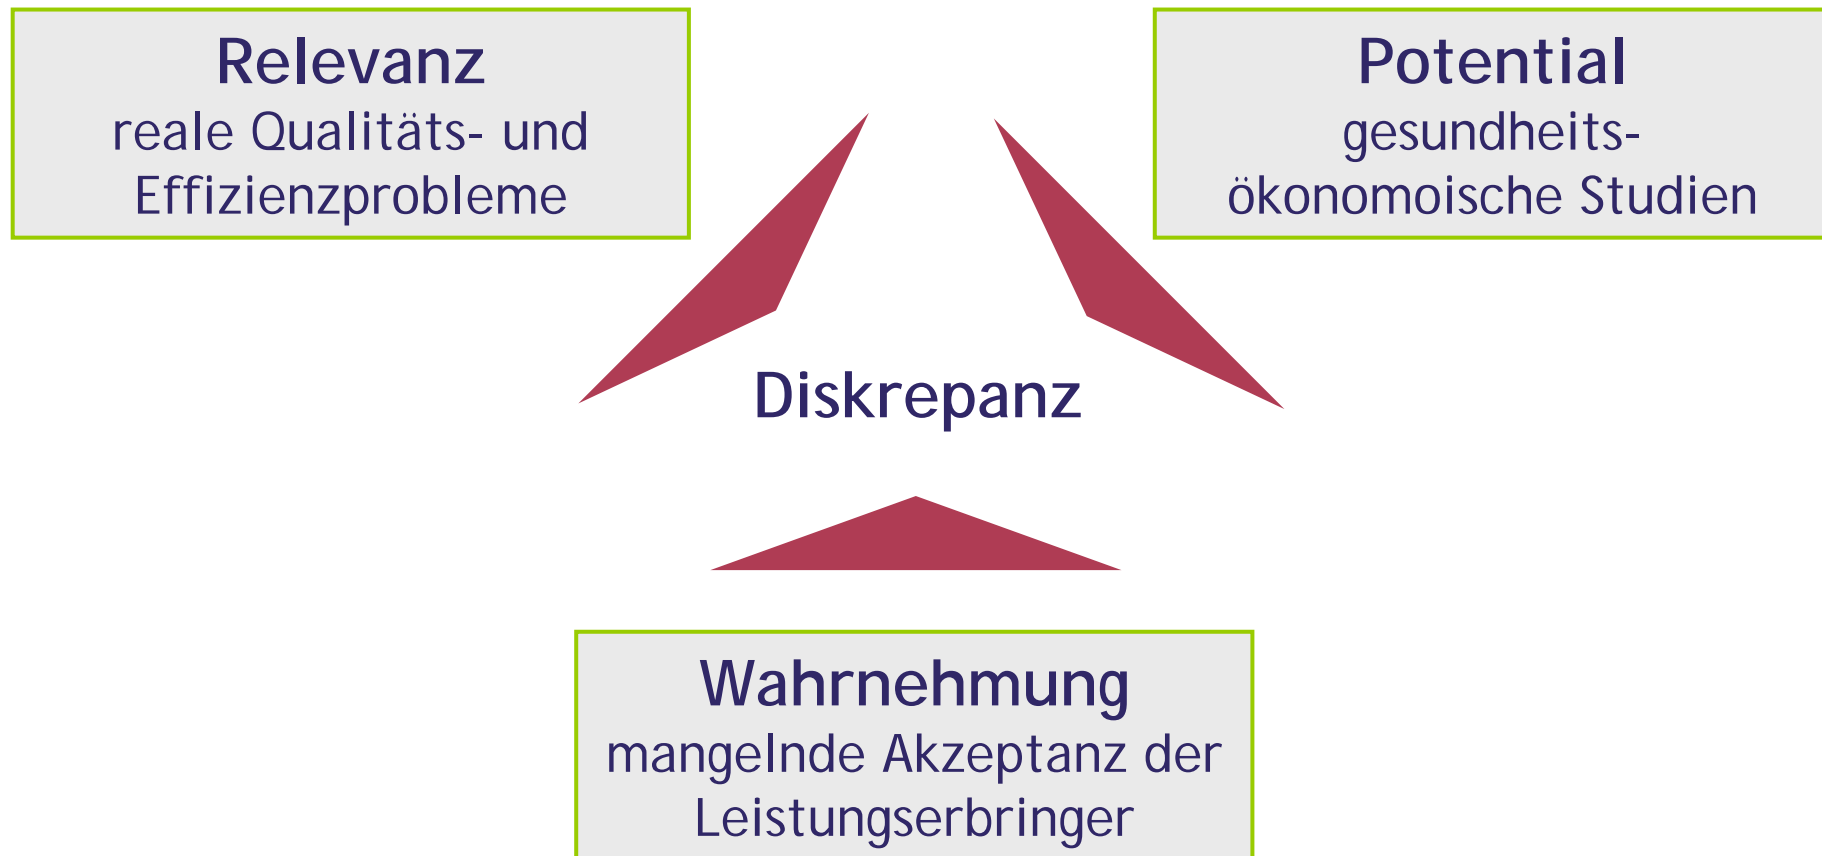 Relevanz
reale Qualitäts- und
Effizienzprobleme
Potential
gesundheits-
ökonomoische Studien
Diskrepanz
Wahrnehmung
mangelnde Akzeptanz der
Leistungserbringer